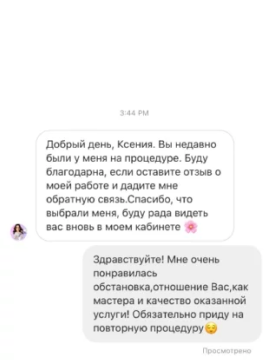 3:44 PM
Добрый день, Ксения. Вы недавно
были у меня на процедуре. Буду
благодарна, если оставите отзыв о
моей работе и дадите мне
обратную связь.Спасибо, что
выбрали меня, буду рада видеть
вас вновь в моем кабинете 🌸
Здравствуйте! Мне очень
понравилась
обстановка,отношение Вас,как
мастера и качество оказанной
услуги! Обязательно приду на
повторную процедуру😌
Просмотрено